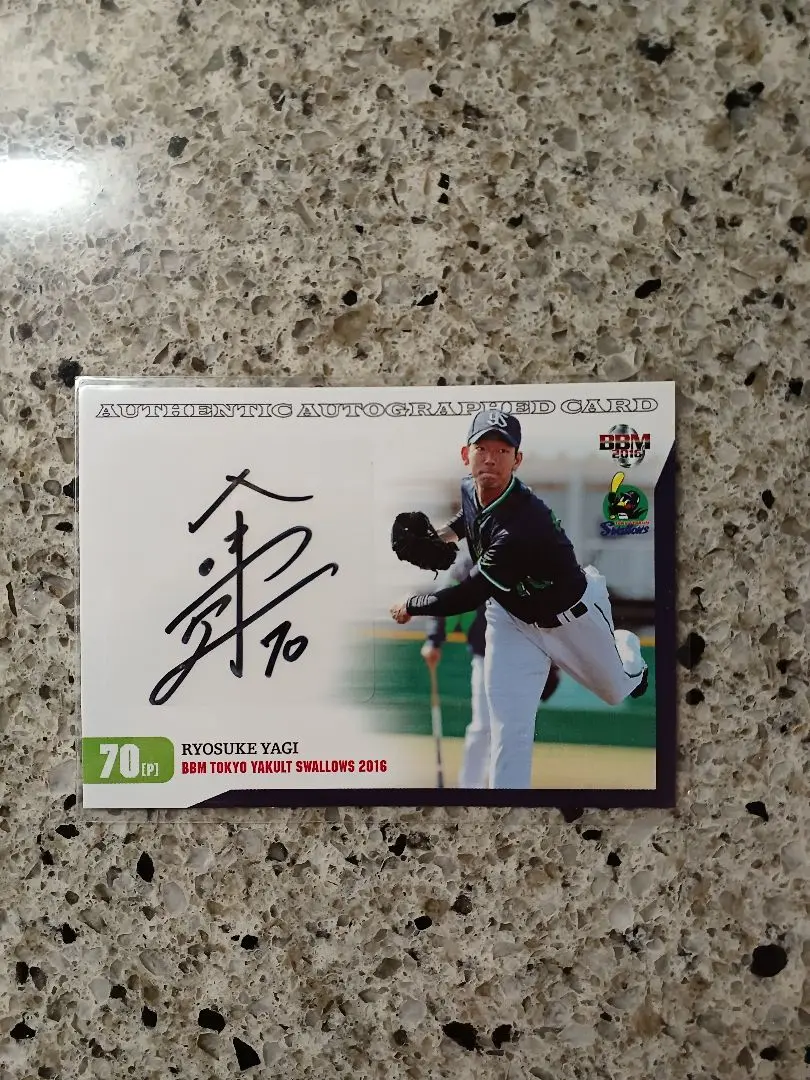 AUTHENTIC AUTOGRAPHED CARD
BBM
2016
Swallows
70
70[P]
RYOSUKE YAGI
BBM TOKYO YAKULT SWALLOWS 2016